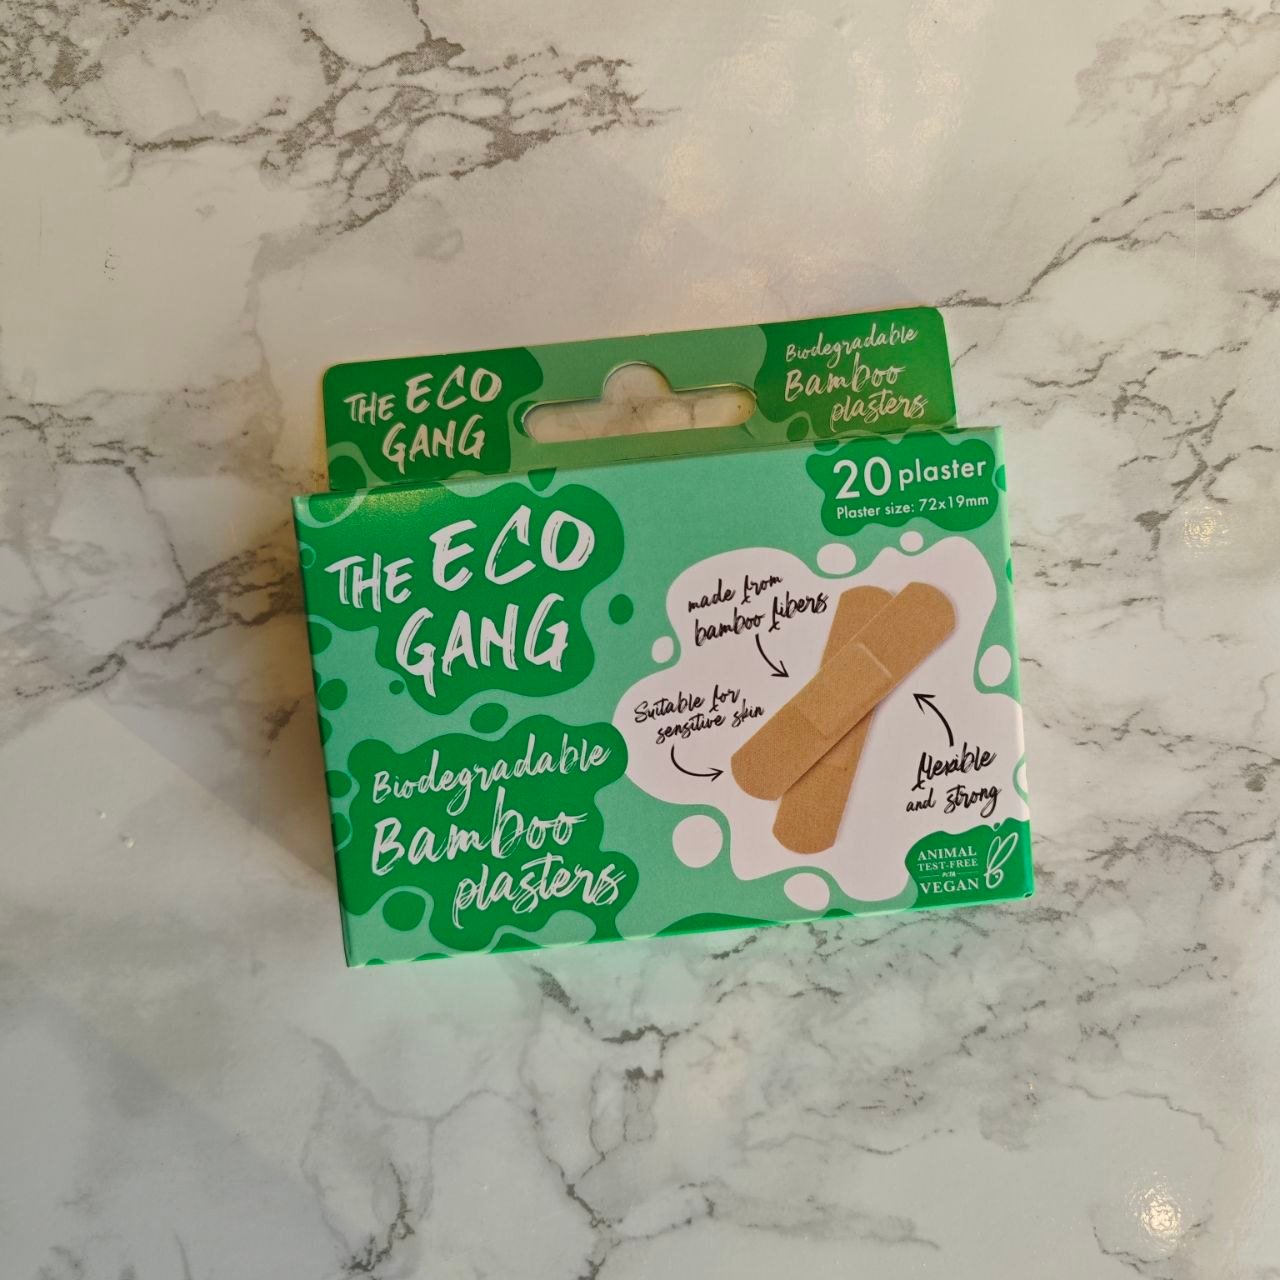 THE ECO
GANG
Biodegradable
Bamboo
plasters
20 plaster
Plaster size: 72x19mm
THE ECO
GANG
made from
bamboo fibers
Suitable for
sensitive skin
flexible
and strong
Biodegradable
Bamboo
plasters
ANIMAL
TEST-FREE
PETA
VEGAN